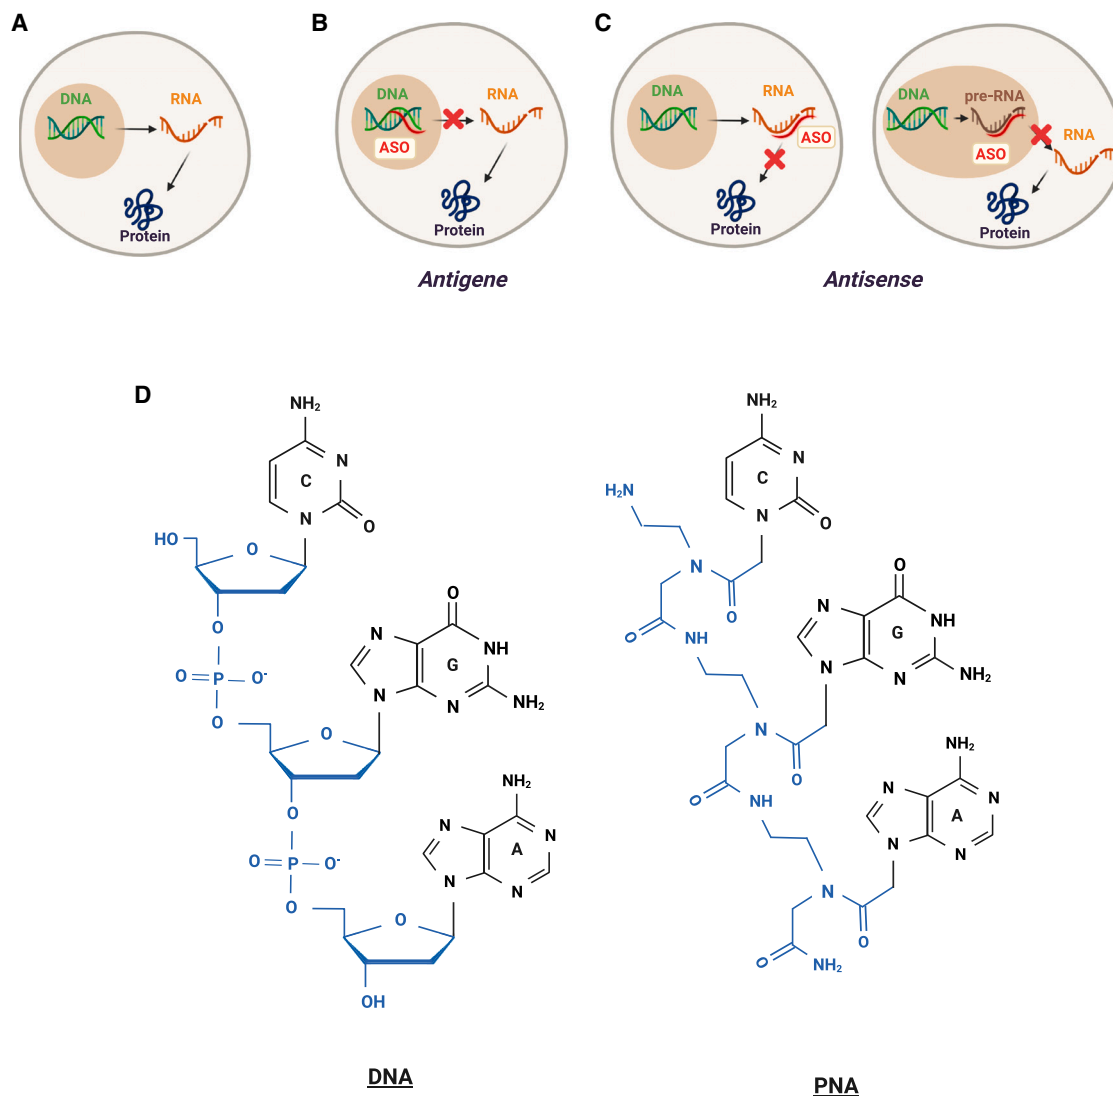 A
B
C
DNA
RNA
Protein
DNA
RNA
ASO
Protein
Antigene
DNA
RNA
ASO
Protein
DNA
pre-RNA
ASO
RNA
Protein
Antisense
D
NH₂
N
C
N
O
HO
O
O
O=P–O⁻
O
O
N
NH
G
N
N
NH₂
O
O
O=P–O⁻
O
NH₂
N
N
A
N
N
O
OH
DNA
NH₂
N
C
N
O
H₂N
N
O
O
NH
O
N
NH
G
N
N
NH₂
N
O
O
NH
NH₂
N
N
A
N
N
N
O
O
NH₂
PNA